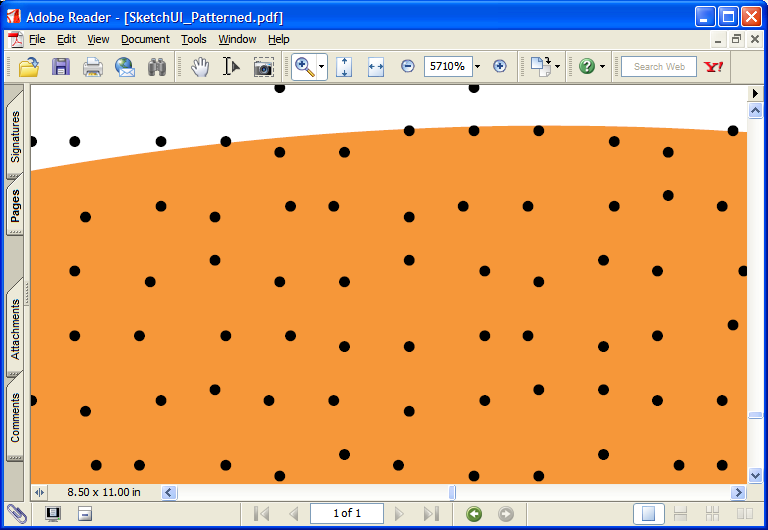 Adobe Reader - [SketchUI_Patterned.pdf]
File Edit View Document Tools Window Help
5710%
Search Web
Y!
Signatures
Pages
Attachments
Comments
8.50 x 11.00 in
1 of 1